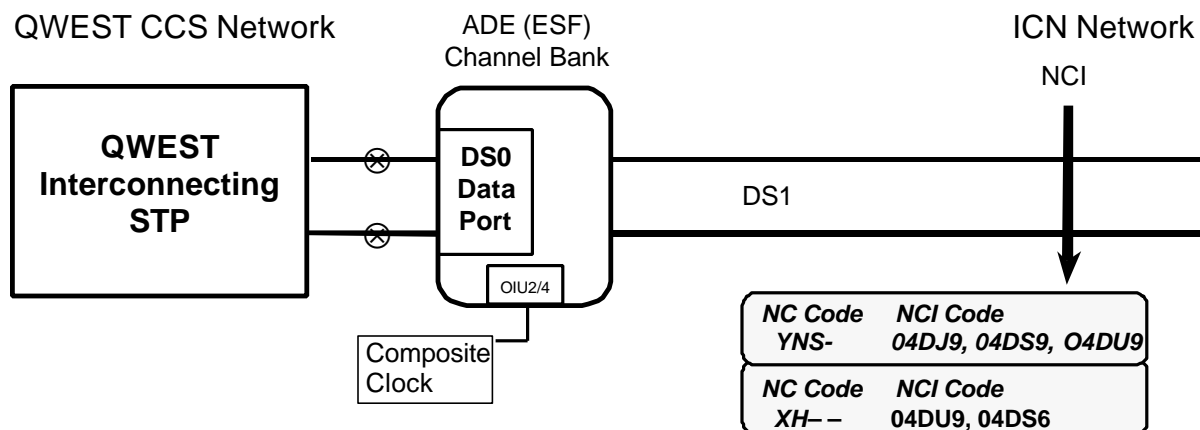 QWEST CCS Network
ADE (ESF)
Channel Bank
ICN Network
NCI
QWEST
Interconnecting
STP
DS0
Data
Port
DS1
OIU2/4
Composite
Clock
NC Code NCI Code
YNS- 04DJ9, 04DS9, O4DU9
NC Code NCI Code
XH– – 04DU9, 04DS6